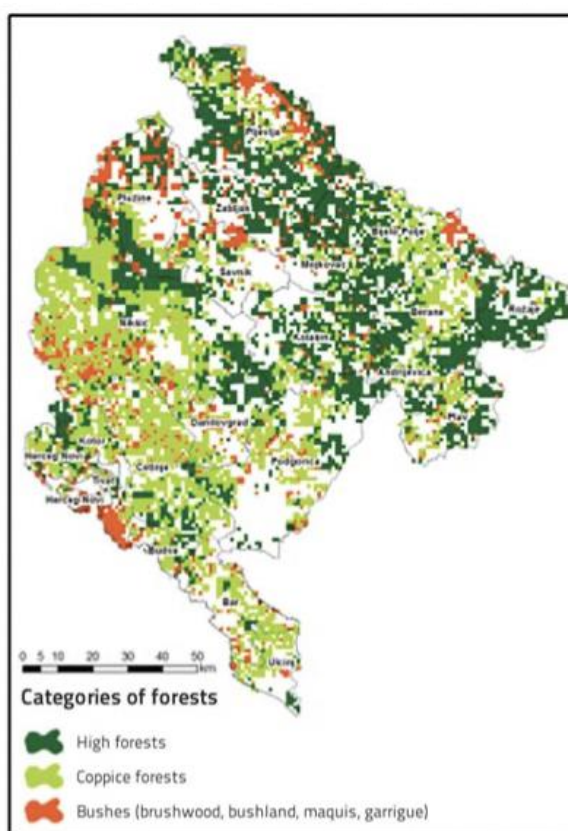 Pljevlja
Plužine
Žabljak
Bijelo Polje
Šavnik
Mojkovac
Nikšić
Berane
Rožaje
Kolašin
Andrijevica
Plav
Danilovgrad
Kotor
Herceg Novi
Podgorica
Cetinje
Tivat
Herceg Novi
Budva
Bar
Ulcinj
0 5 10 20 30 40 50
km
Categories of forests
High forests
Coppice forests
Bushes (brushwood, bushland, maquis, garrigue)